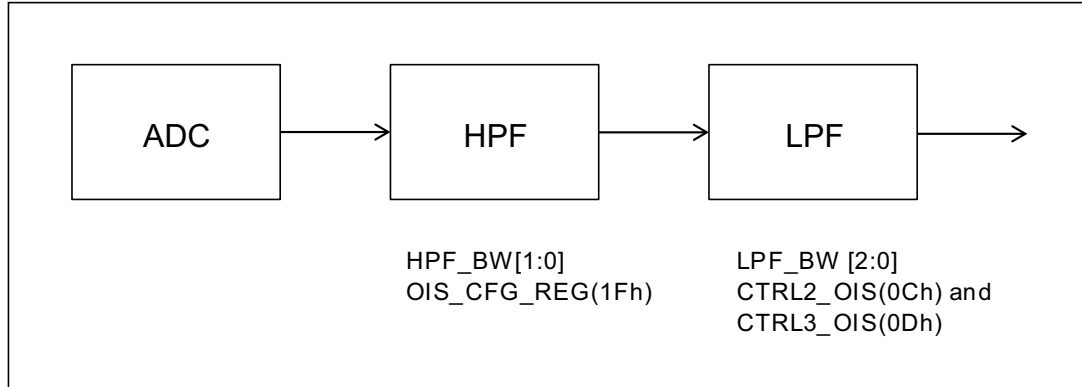 ADC
HPF
LPF
HPF_BW[1:0]
OIS_CFG_REG(1Fh)
LPF_BW [2:0]
CTRL2_OIS(0Ch) and
CTRL3_OIS(0Dh)